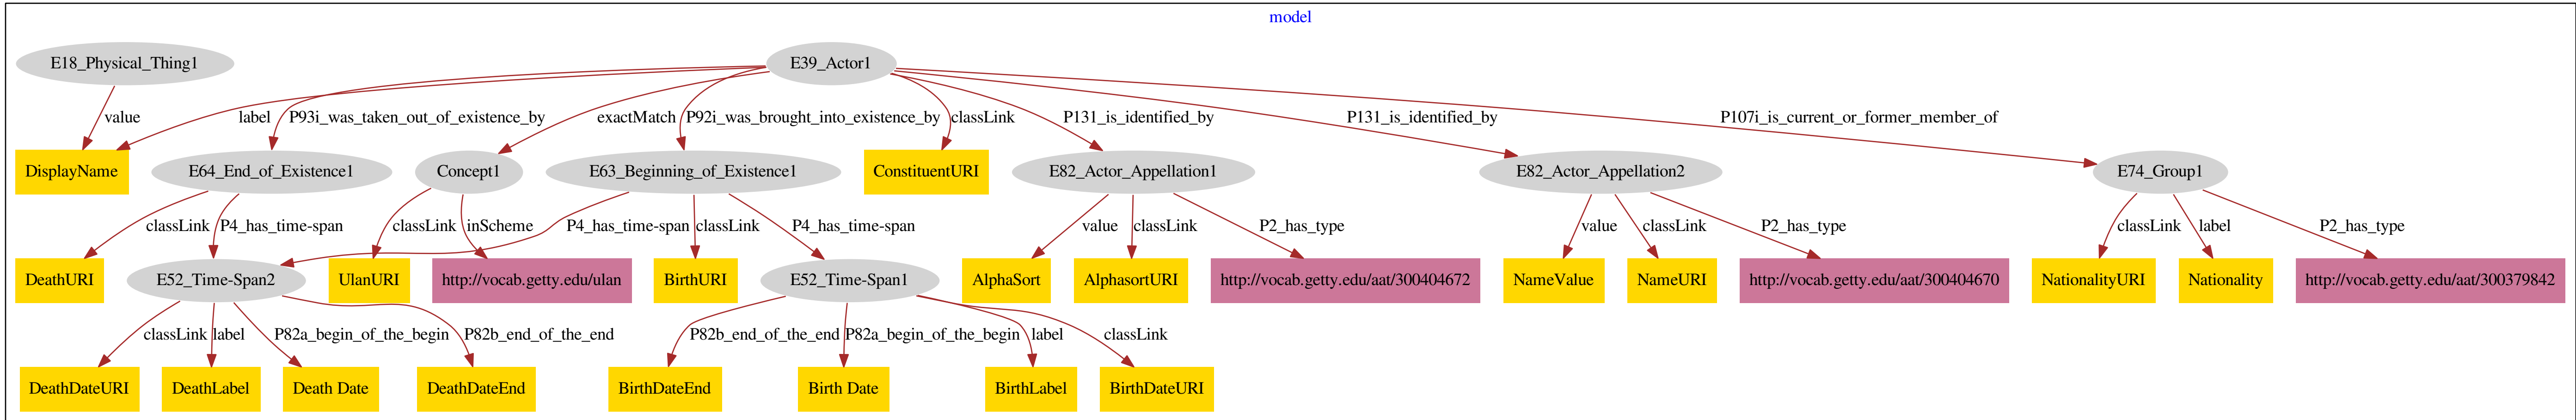 model
E18_Physical_Thing1
E39_Actor1
value
label
P93i_was_taken_out_of_existence_by
exactMatch
P92i_was_brought_into_existence_by
classLink
P131_is_identified_by
P131_is_identified_by
P107i_is_current_or_former_member_of
DisplayName
E64_End_of_Existence1
Concept1
E63_Beginning_of_Existence1
ConstituentURI
E82_Actor_Appellation1
E82_Actor_Appellation2
E74_Group1
classLink
P4_has_time-span
classLink
inScheme
P4_has_time-span
classLink
P4_has_time-span
value
classLink
P2_has_type
value
classLink
P2_has_type
classLink
label
P2_has_type
DeathURI
E52_Time-Span2
UlanURI
http://vocab.getty.edu/ulan
BirthURI
E52_Time-Span1
AlphaSort
AlphasortURI
http://vocab.getty.edu/aat/300404672
NameValue
NameURI
http://vocab.getty.edu/aat/300404670
NationalityURI
Nationality
http://vocab.getty.edu/aat/300379842
classLink
label
P82a_begin_of_the_begin
P82b_end_of_the_end
P82b_end_of_the_end
P82a_begin_of_the_begin
label
classLink
DeathDateURI
DeathLabel
Death Date
DeathDateEnd
BirthDateEnd
Birth Date
BirthLabel
BirthDateURI